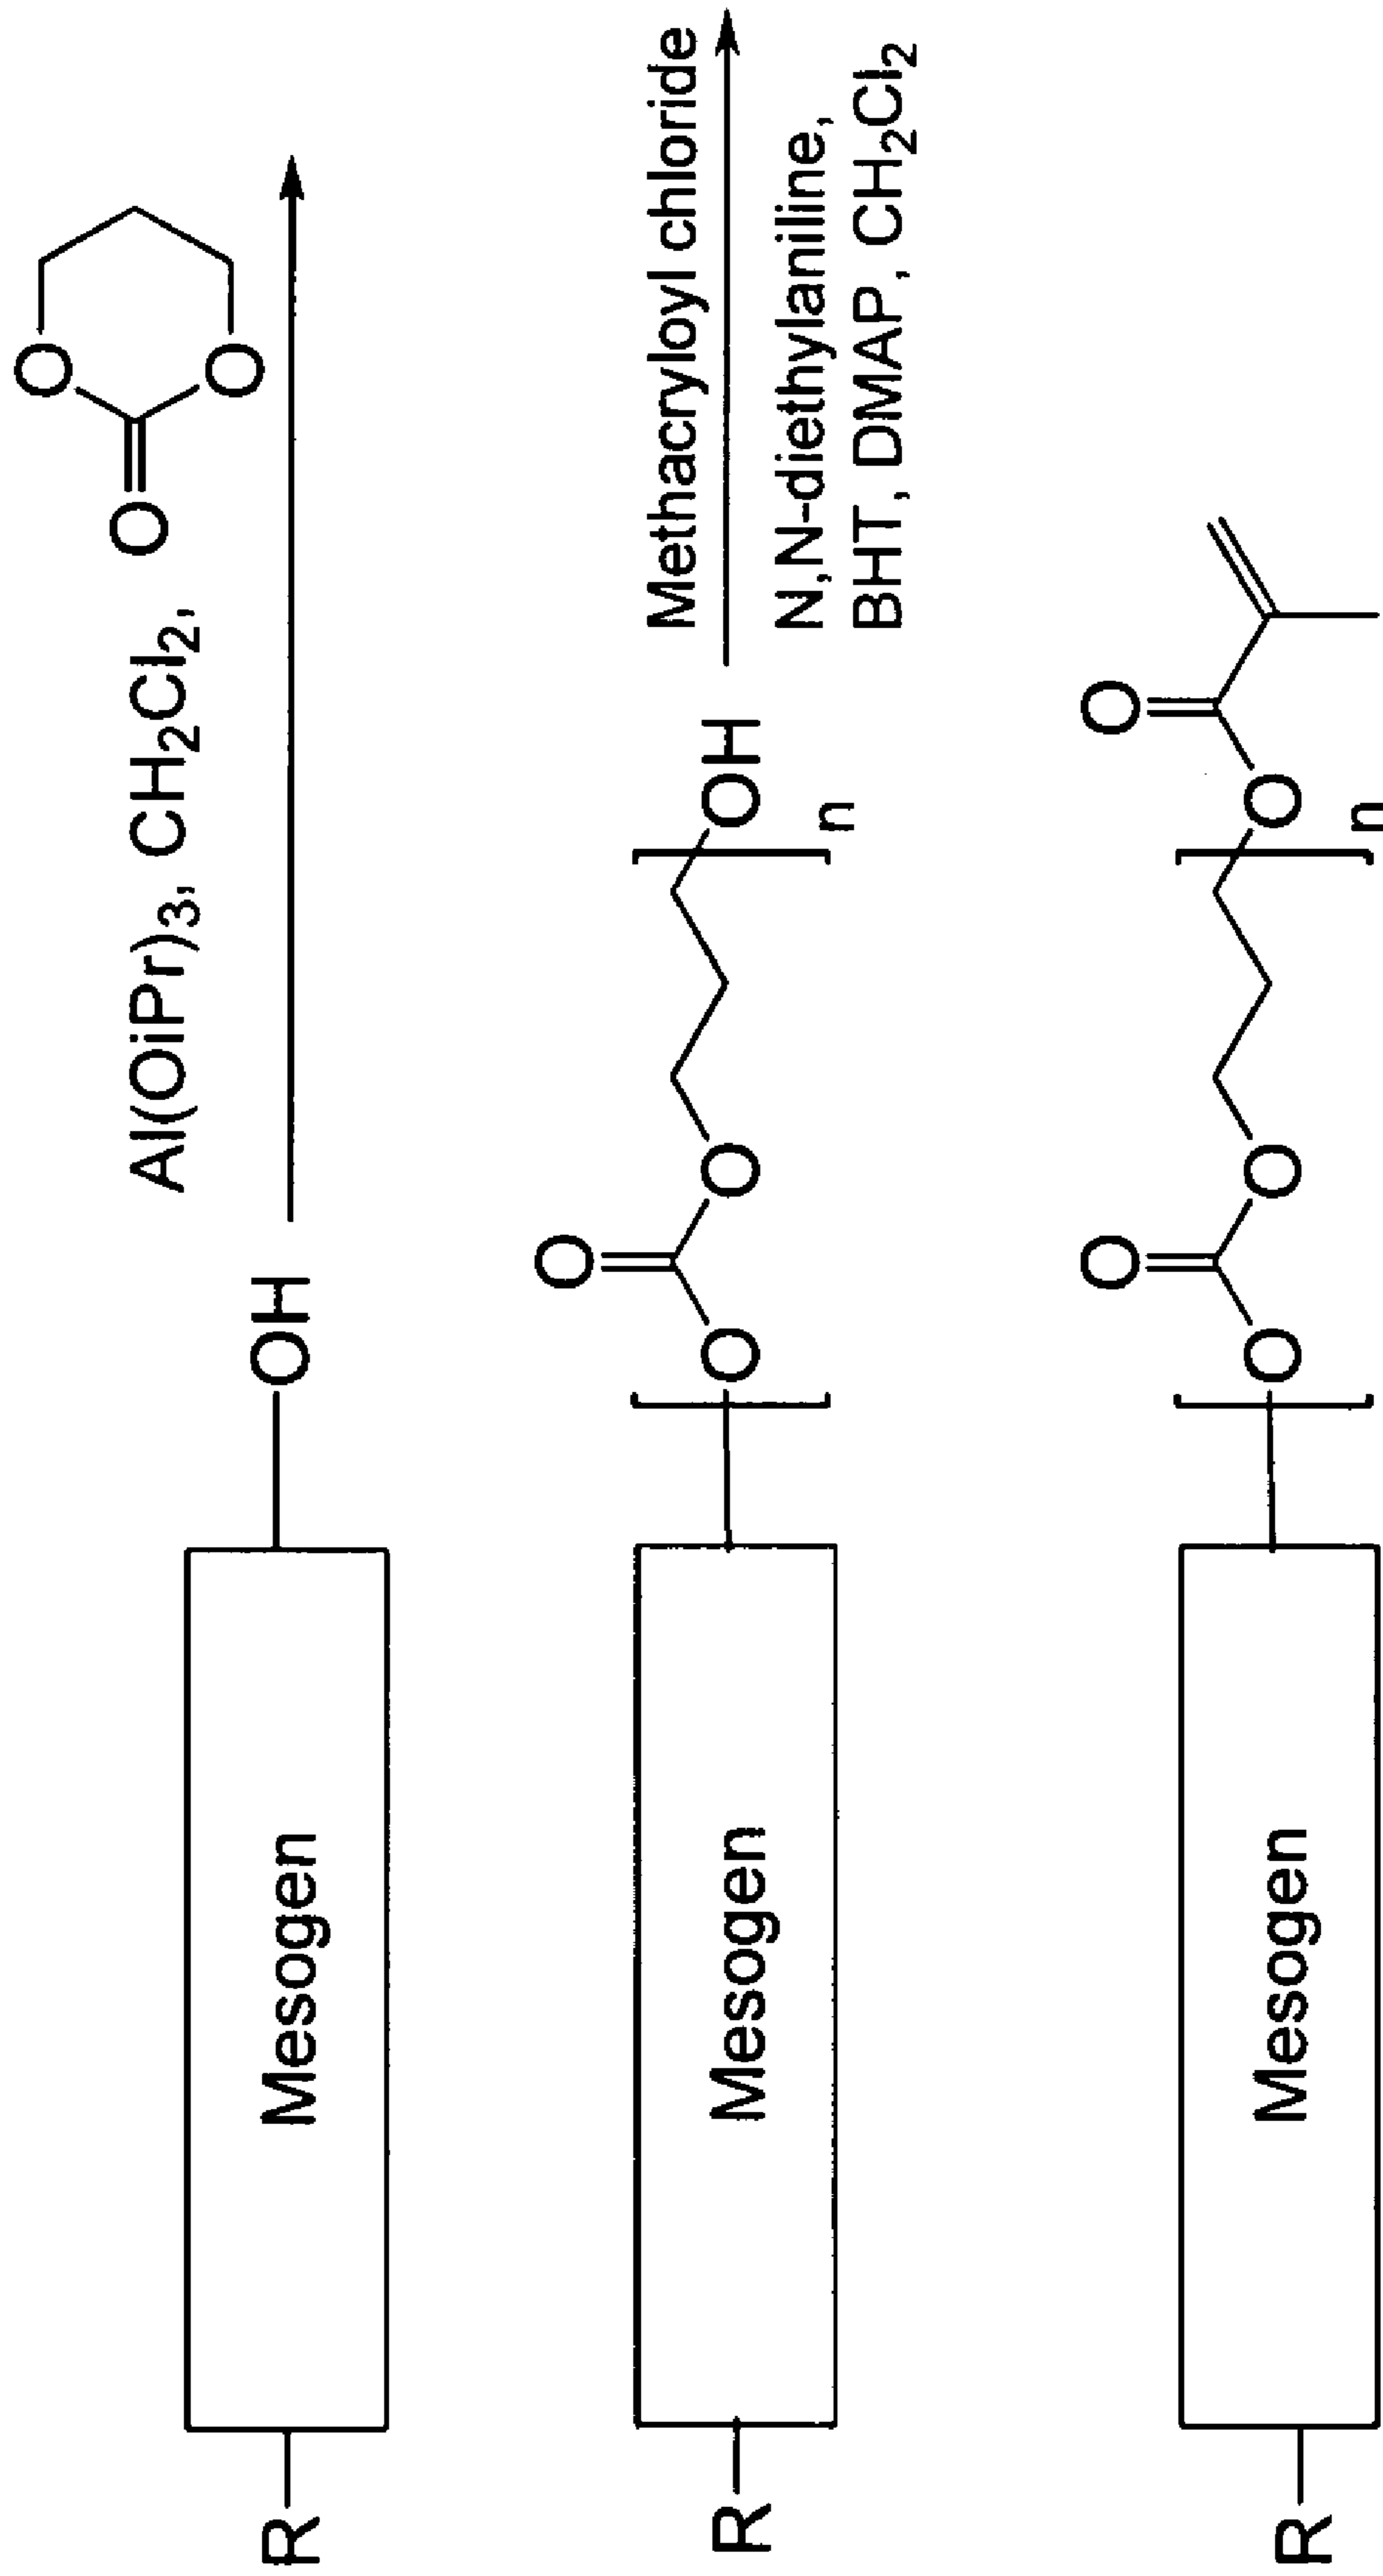 R
Mesogen
OH
Al(OiPr)3, CH2Cl2,
O
O
O
R
Mesogen
O
O
O
n
OH
Methacryloyl chloride
N,N-diethylaniline,
BHT, DMAP, CH2Cl2
R
Mesogen
O
O
O
n
O
O